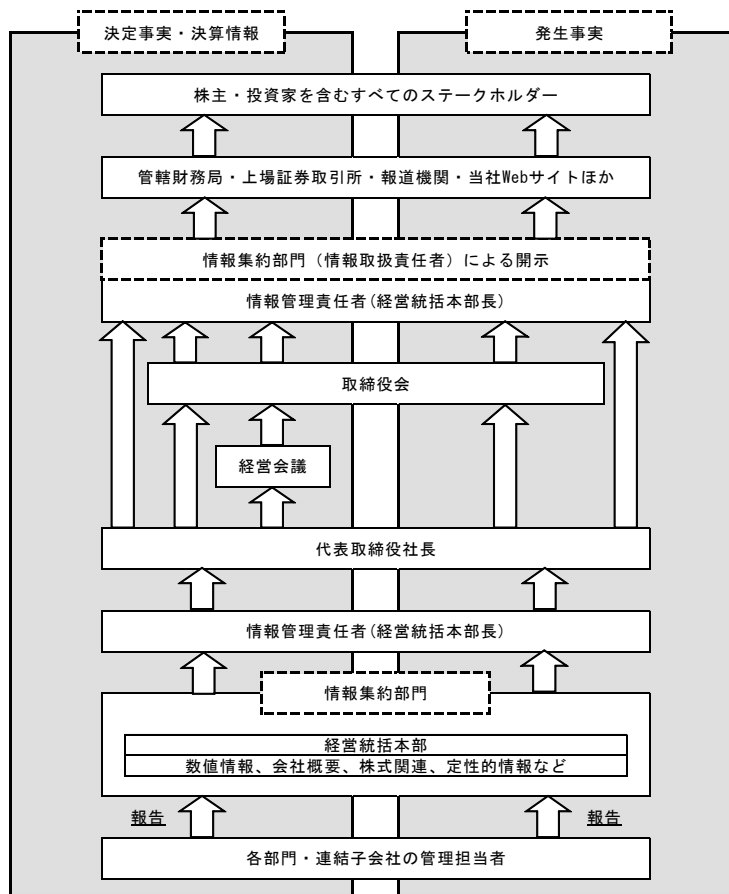 決定事実・決算情報
発生事実
株主・投資家を含むすべてのステークホルダー
管轄財務局・上場証券取引所・報道機関・当社Webサイトほか
情報集約部門（情報取扱責任者）による開示
情報管理責任者(経営統括本部長)
取締役会
経営会議
代表取締役社長
情報管理責任者(経営統括本部長)
情報集約部門
経営統括本部
数値情報、会社概要、株式関連、定性的情報など
報告
報告
各部門・連結子会社の管理担当者